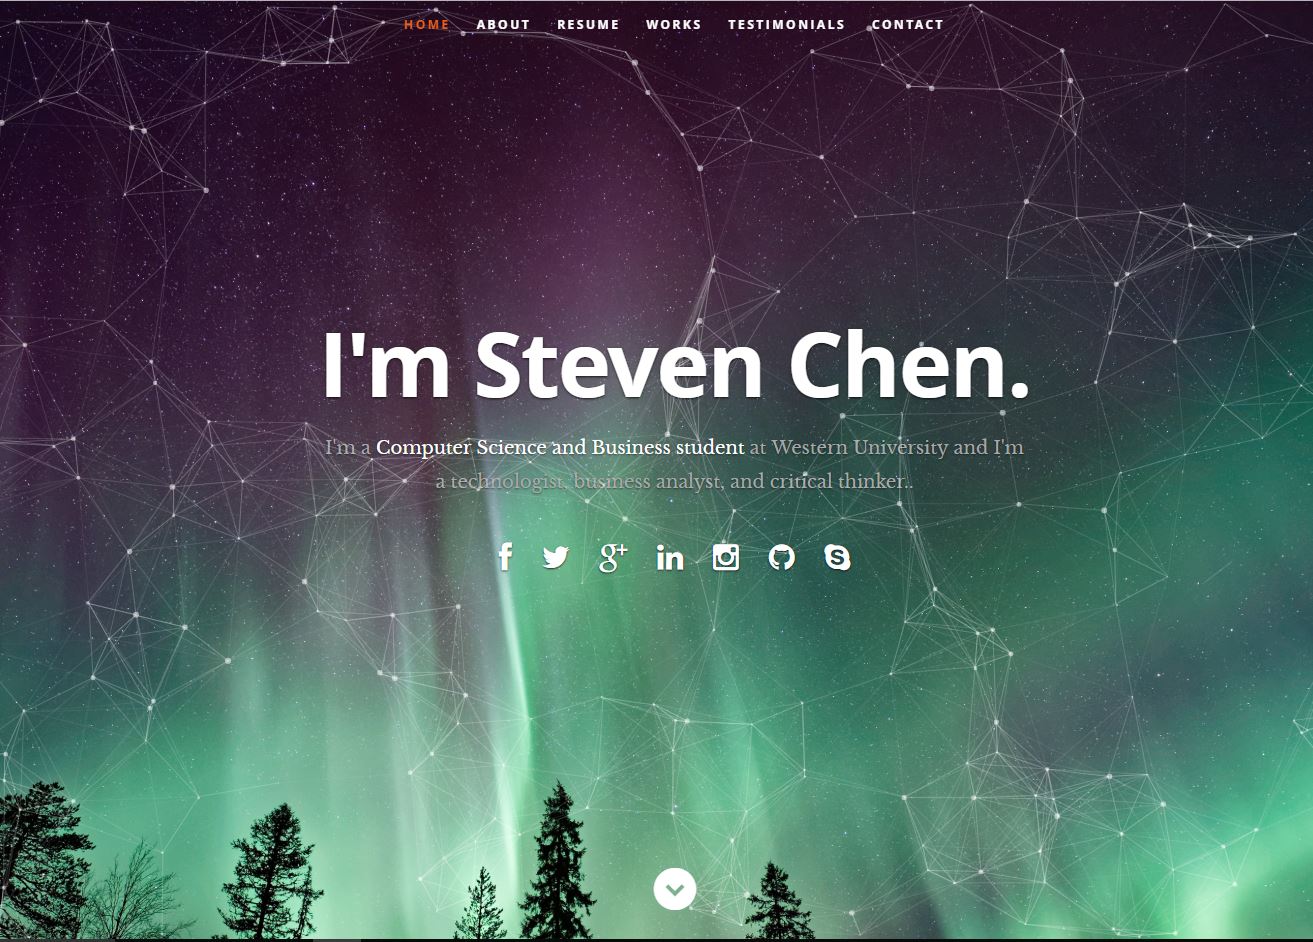 HOME ABOUT RESUME WORKS TESTIMONIALS CONTACT
I'm Steven Chen.
I'm a Computer Science and Business student at Western University and I'm
a technologist, business analyst, and critical thinker..